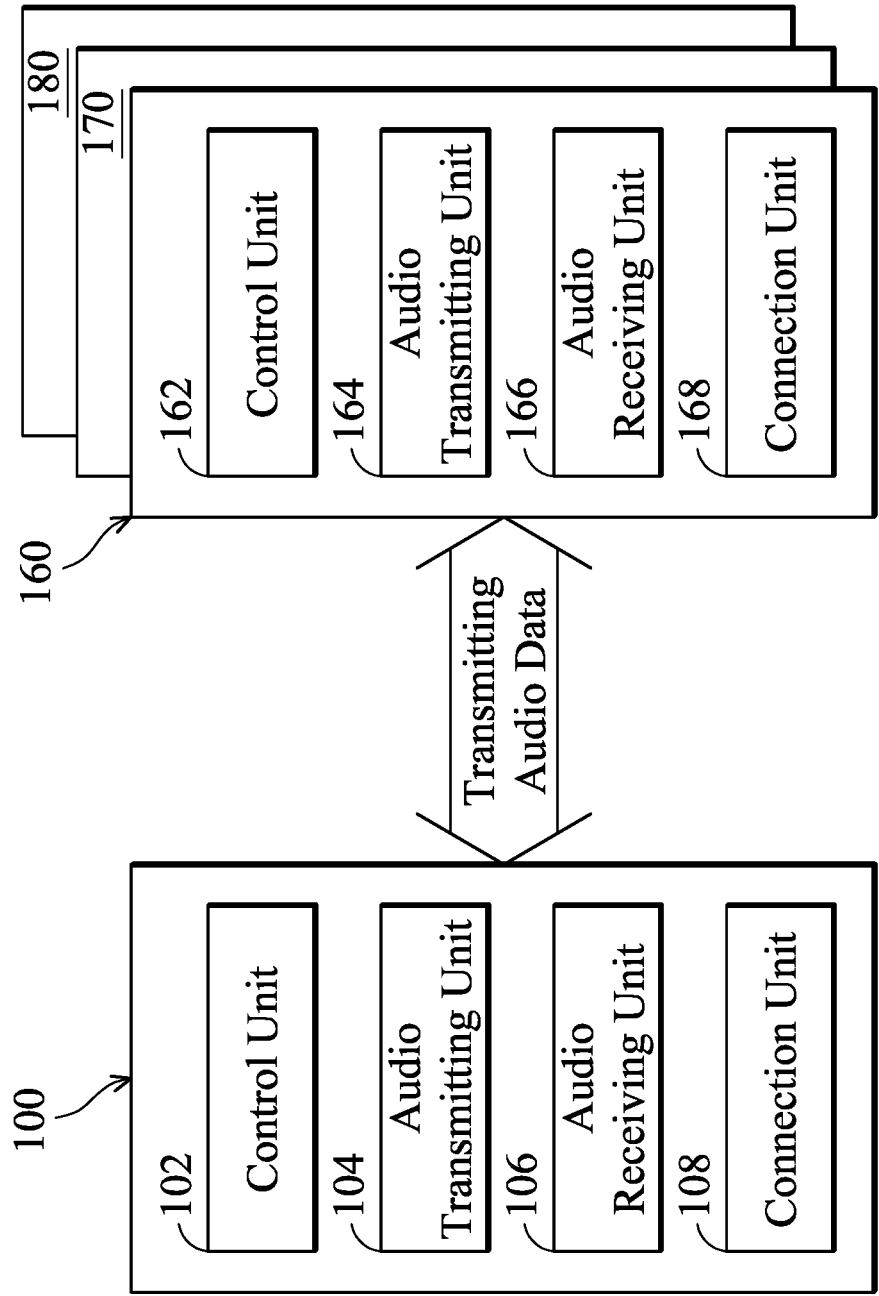 100
102
Control Unit
104
Audio
Transmitting Unit
106
Audio
Receiving Unit
108
Connection Unit
Transmitting
Audio Data
160
162
Control Unit
164
Audio
Transmitting Unit
166
Audio
Receiving Unit
168
Connection Unit
170
180